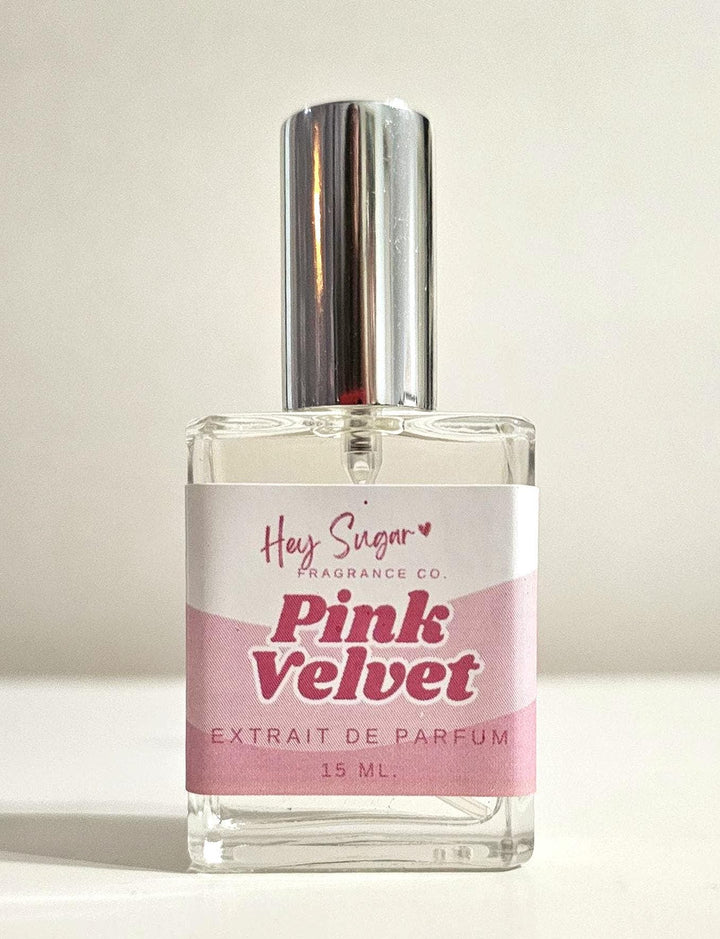 Hey Sugar
FRAGRANCE CO.
Pink
Velvet
EXTRAIT DE PARFUM
15 ML.